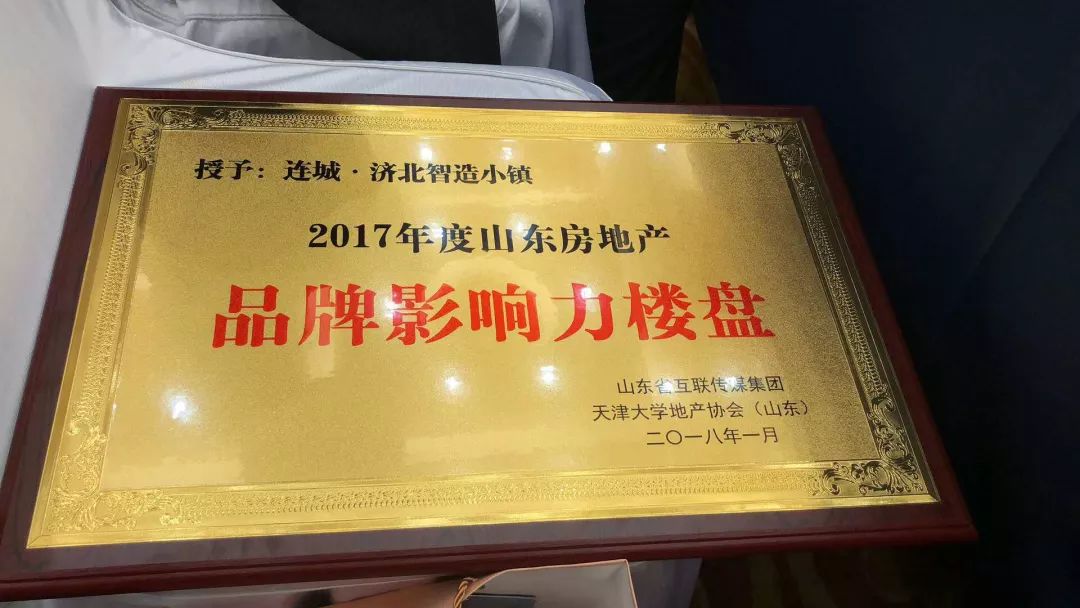 授予：连城·济北智造小镇
2017年度山东房地产
品牌影响力楼盘
山东省互联传媒集团
天津大学地产协会（山东）
二〇一八年一月